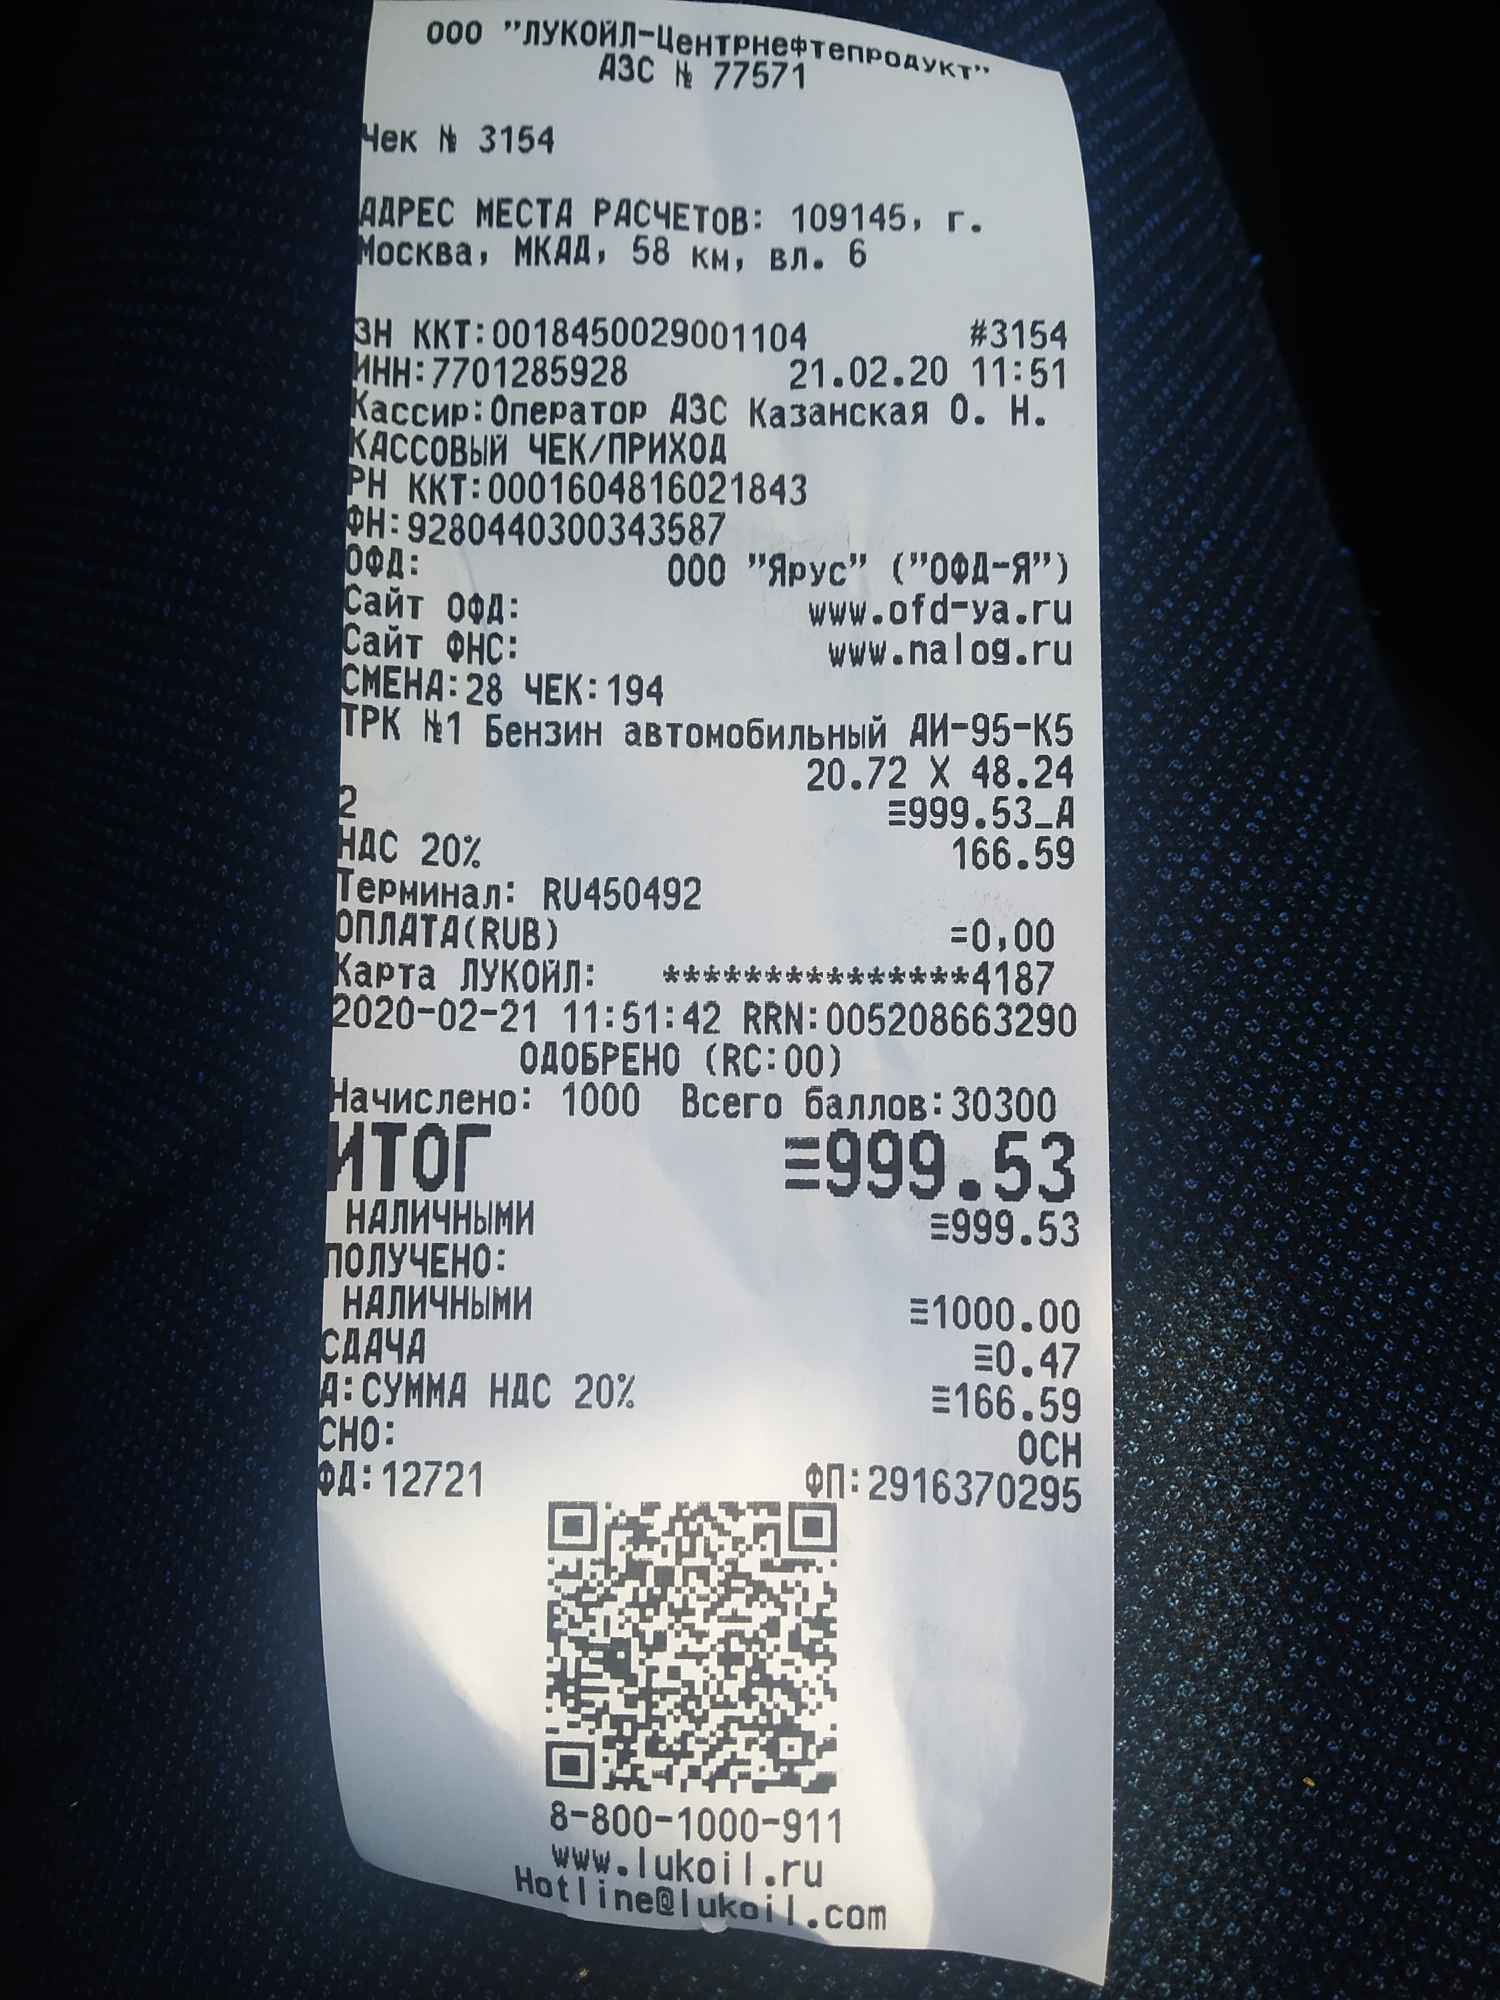 ООО "ЛУКОЙЛ-Центрнефтепродукт"
АЗС № 77571
Чек № 3154
АДРЕС МЕСТА РАСЧЕТОВ: 109145, г.
Москва, МКАД, 58 км, вл. 6
ЗН ККТ:0018450029001104 #3154
ИНН:7701285928 21.02.20 11:51
Кассир:Оператор АЗС Казанская О. Н.
КАССОВЫЙ ЧЕК/ПРИХОД
РН ККТ:0001604816021843
ФН:9280440300343587
ОФД: ООО "Ярус" ("ОФД-Я")
Сайт ОФД: www.ofd-ya.ru
Сайт ФНС: www.nalog.ru
СМЕНА:28 ЧЕК:194
ТРК №1 Бензин автомобильный АИ-95-К5
20.72 X 48.24
2 ≡999.53_А
НДС 20% 166.59
Терминал: RU450492
ОПЛАТА(RUB) =0,00
Карта ЛУКОЙЛ: ***************4187
2020-02-21 11:51:42 RRN:005208663290
ОДОБРЕНО (RC:00)
Начислено: 1000 Всего баллов:30300
ИТОГ ≡999.53
НАЛИЧНЫМИ ≡999.53
ПОЛУЧЕНО:
НАЛИЧНЫМИ ≡1000.00
СДАЧА ≡0.47
А:СУММА НДС 20% ≡166.59
СНО: ОСН
ФД:12721 ФП:2916370295
8-800-1000-911
www.lukoil.ru
Hotline@lukoil.com